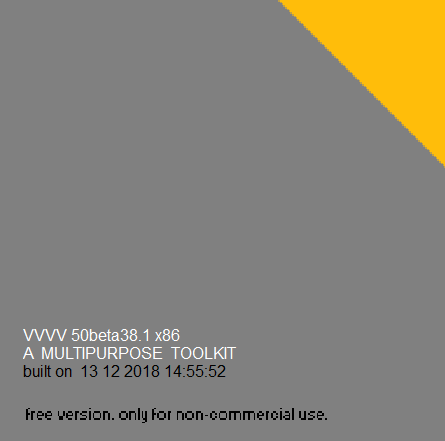 VVVV 50beta38.1 x86
A MULTIPURPOSE TOOLKIT
built on 13 12 2018 14:55:52
free version. only for non-commercial use.